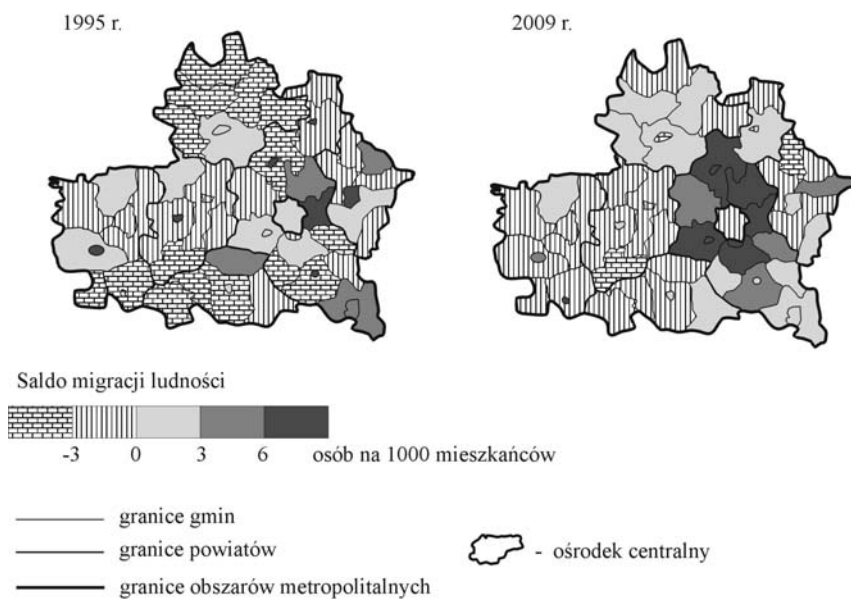 1995 r.
2009 r.
Saldo migracji ludności
-3 0 3 6 osób na 1000 mieszkańców
granice gmin
granice powiatów
- ośrodek centralny
granice obszarów metropolitalnych